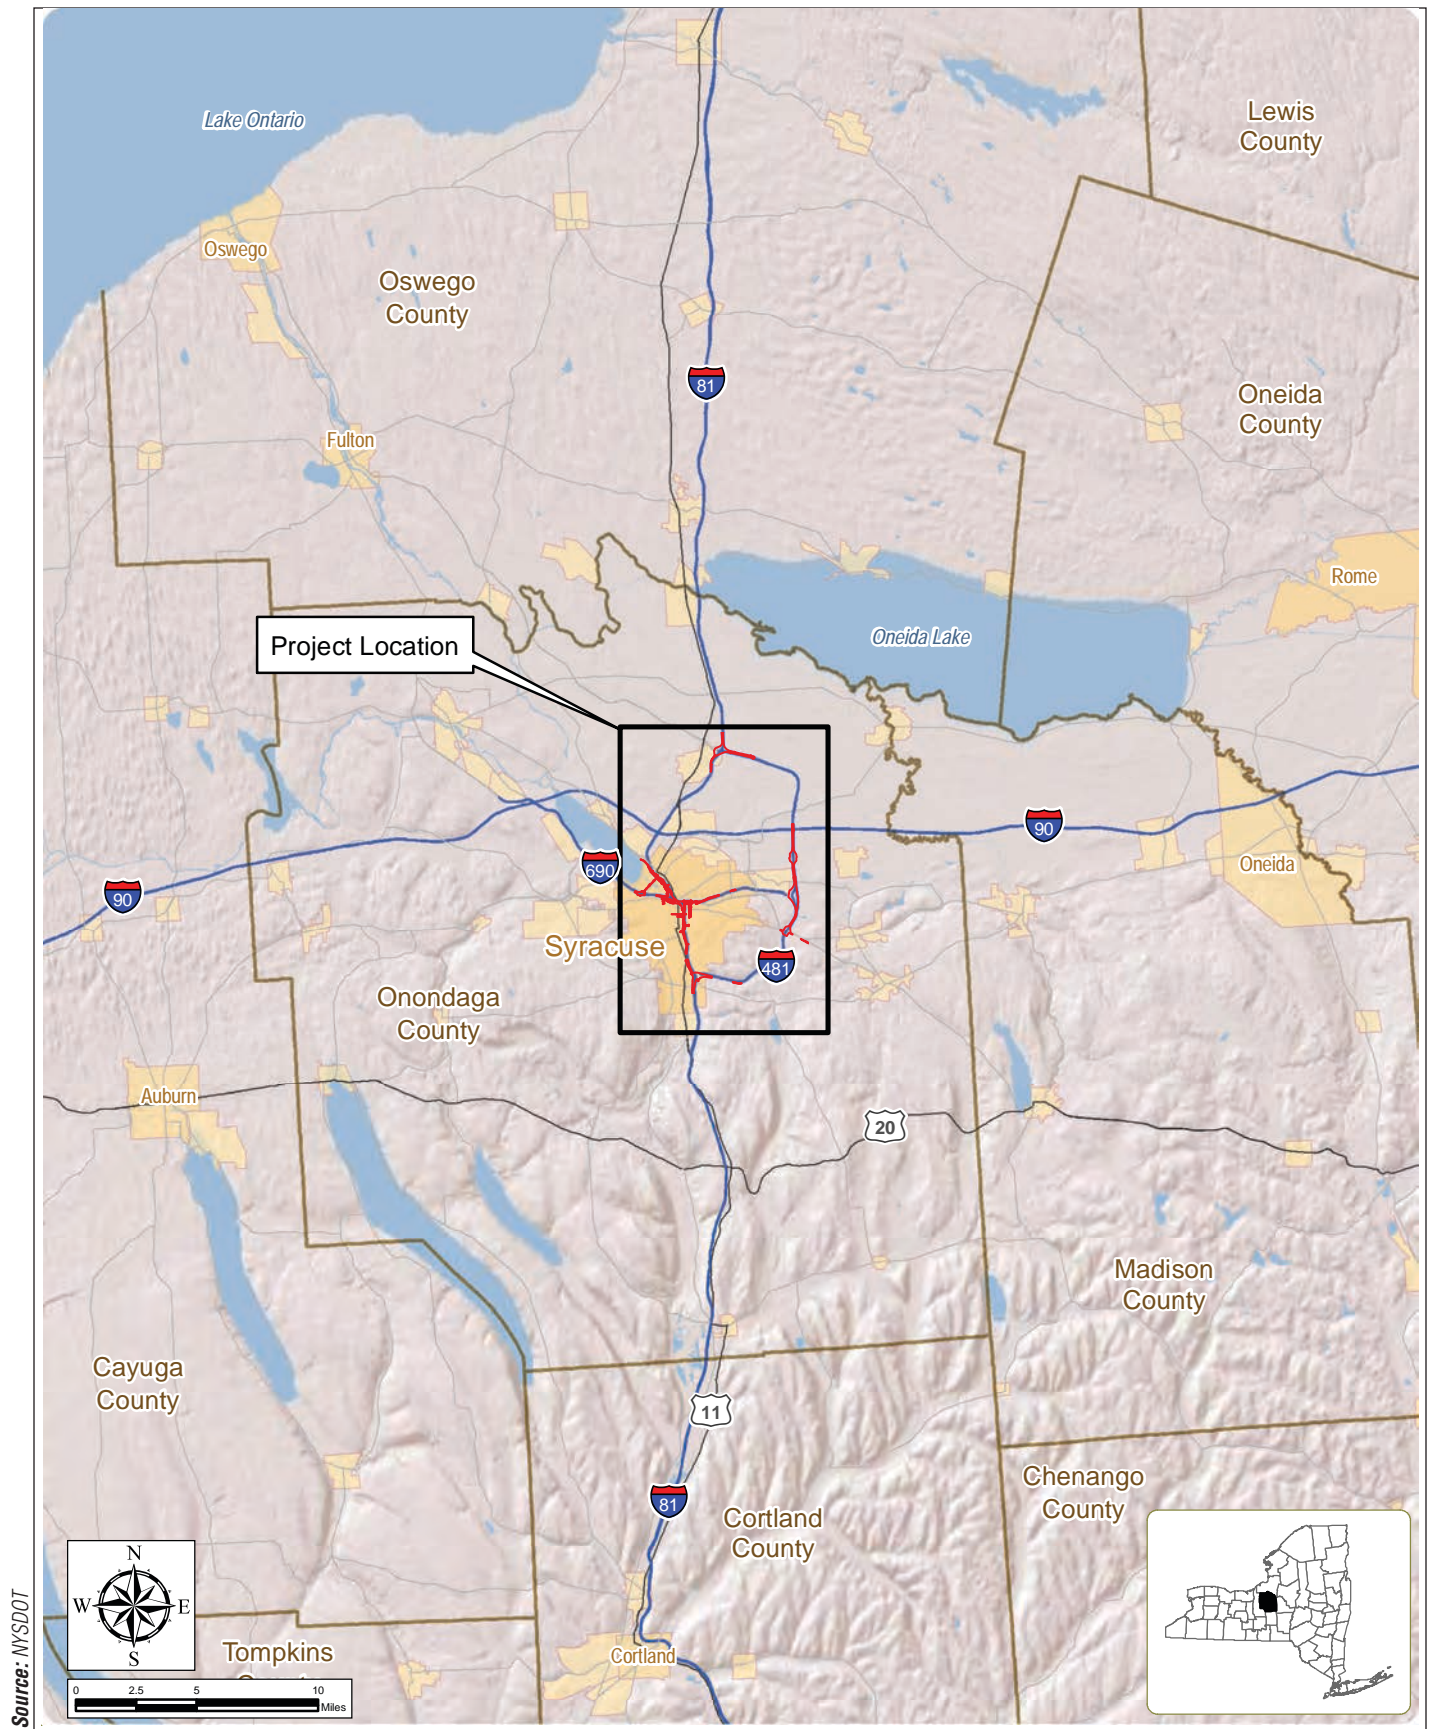 Lake Ontario
Lewis
County
Oswego
Oswego
County
81
Oneida
County
Fulton
Rome
Oneida Lake
Project Location
90
690
Oneida
90
Syracuse
481
Onondaga
County
Auburn
20
Madison
County
Cayuga
County
11
Chenango
County
81
Cortland
County
N
W
E
S
Tompkins
Cortland
0
2.5
5
10
Miles
Source: NYSDOT